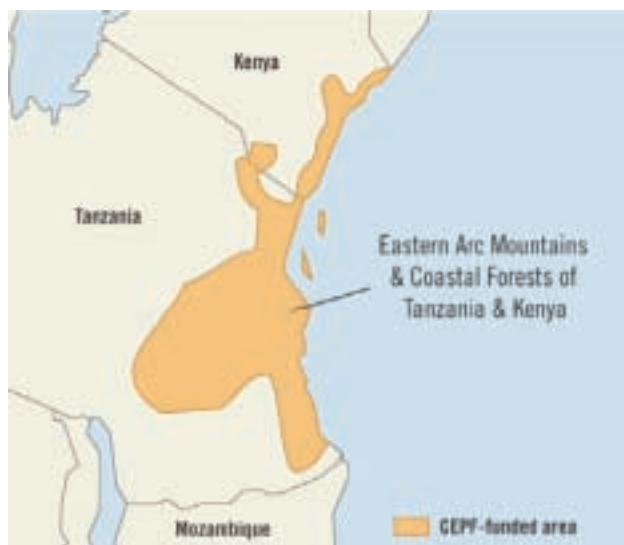 Kenya
Tanzania
Eastern Arc Mountains
& Coastal Forests of
Tanzania & Kenya
Mozambique
CEPF-funded area